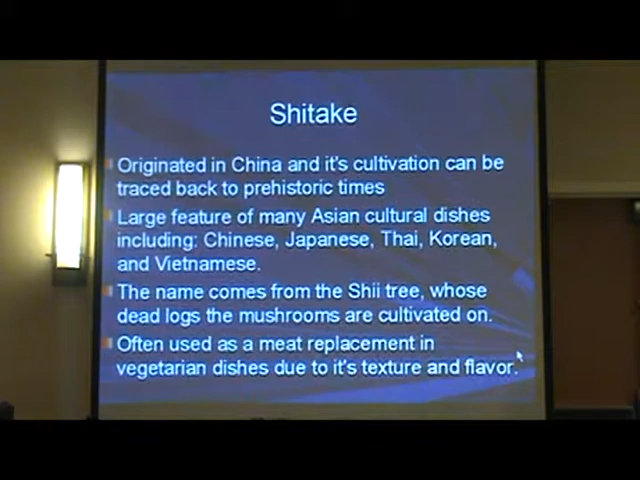 Shitake
Originated in China and it's cultivation can be
traced back to prehistoric times
Large feature of many Asian cultural dishes
including: Chinese, Japanese, Thai, Korean,
and Vietnamese.
The name comes from the Shii tree, whose
dead logs the mushrooms are cultivated on.
Often used as a meat replacement in
vegetarian dishes due to it's texture and flavor.